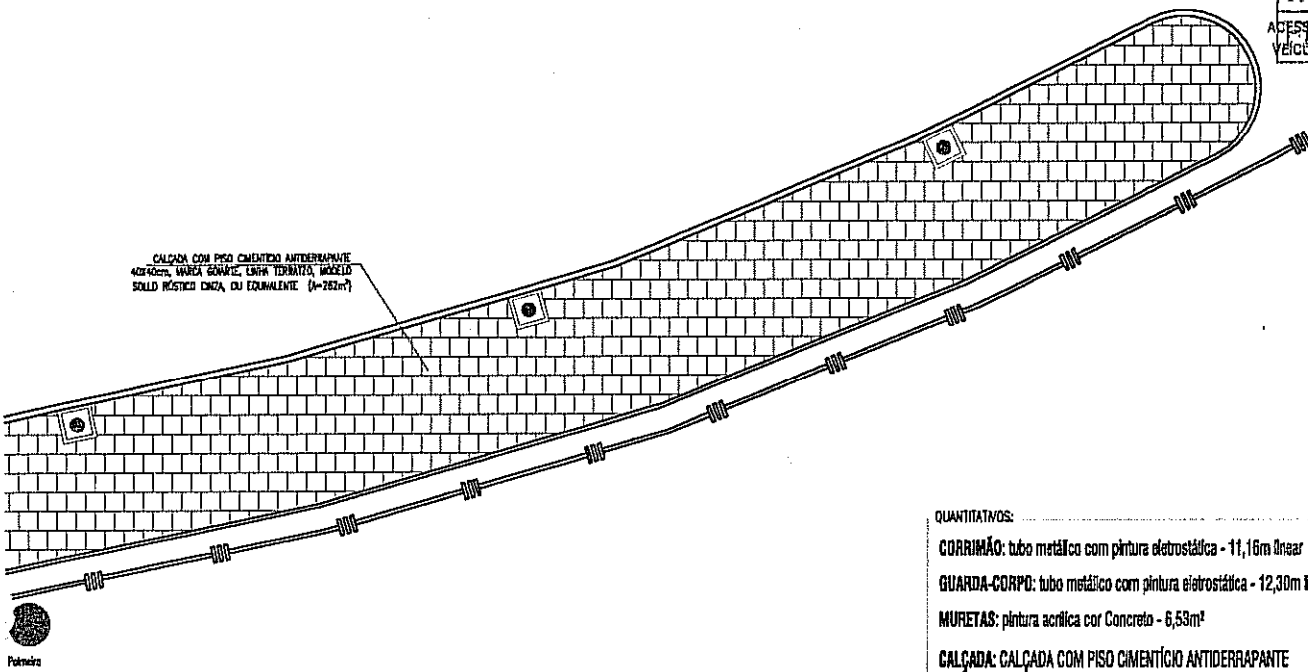 CALÇADA COM PISO CIMENTÍCIO ANTIDERRAPANTE
40X40cm, MARCA GOIARTE, LINHA TERRATZO, MODELO
SOLLO RÚSTICO CINZA, OU EQUIVALENTE (A=262m²)
Palmeira
QUANTITATIVOS:
CORRIMÃO: tubo metálico com pintura eletrostática - 11,16m linear
GUARDA-CORPO: tubo metálico com pintura eletrostática - 12,30m
MURETAS: pintura acrílica cor Concreto - 6,53m²
CALÇADA: CALÇADA COM PISO CIMENTÍCIO ANTIDERRAPANTE